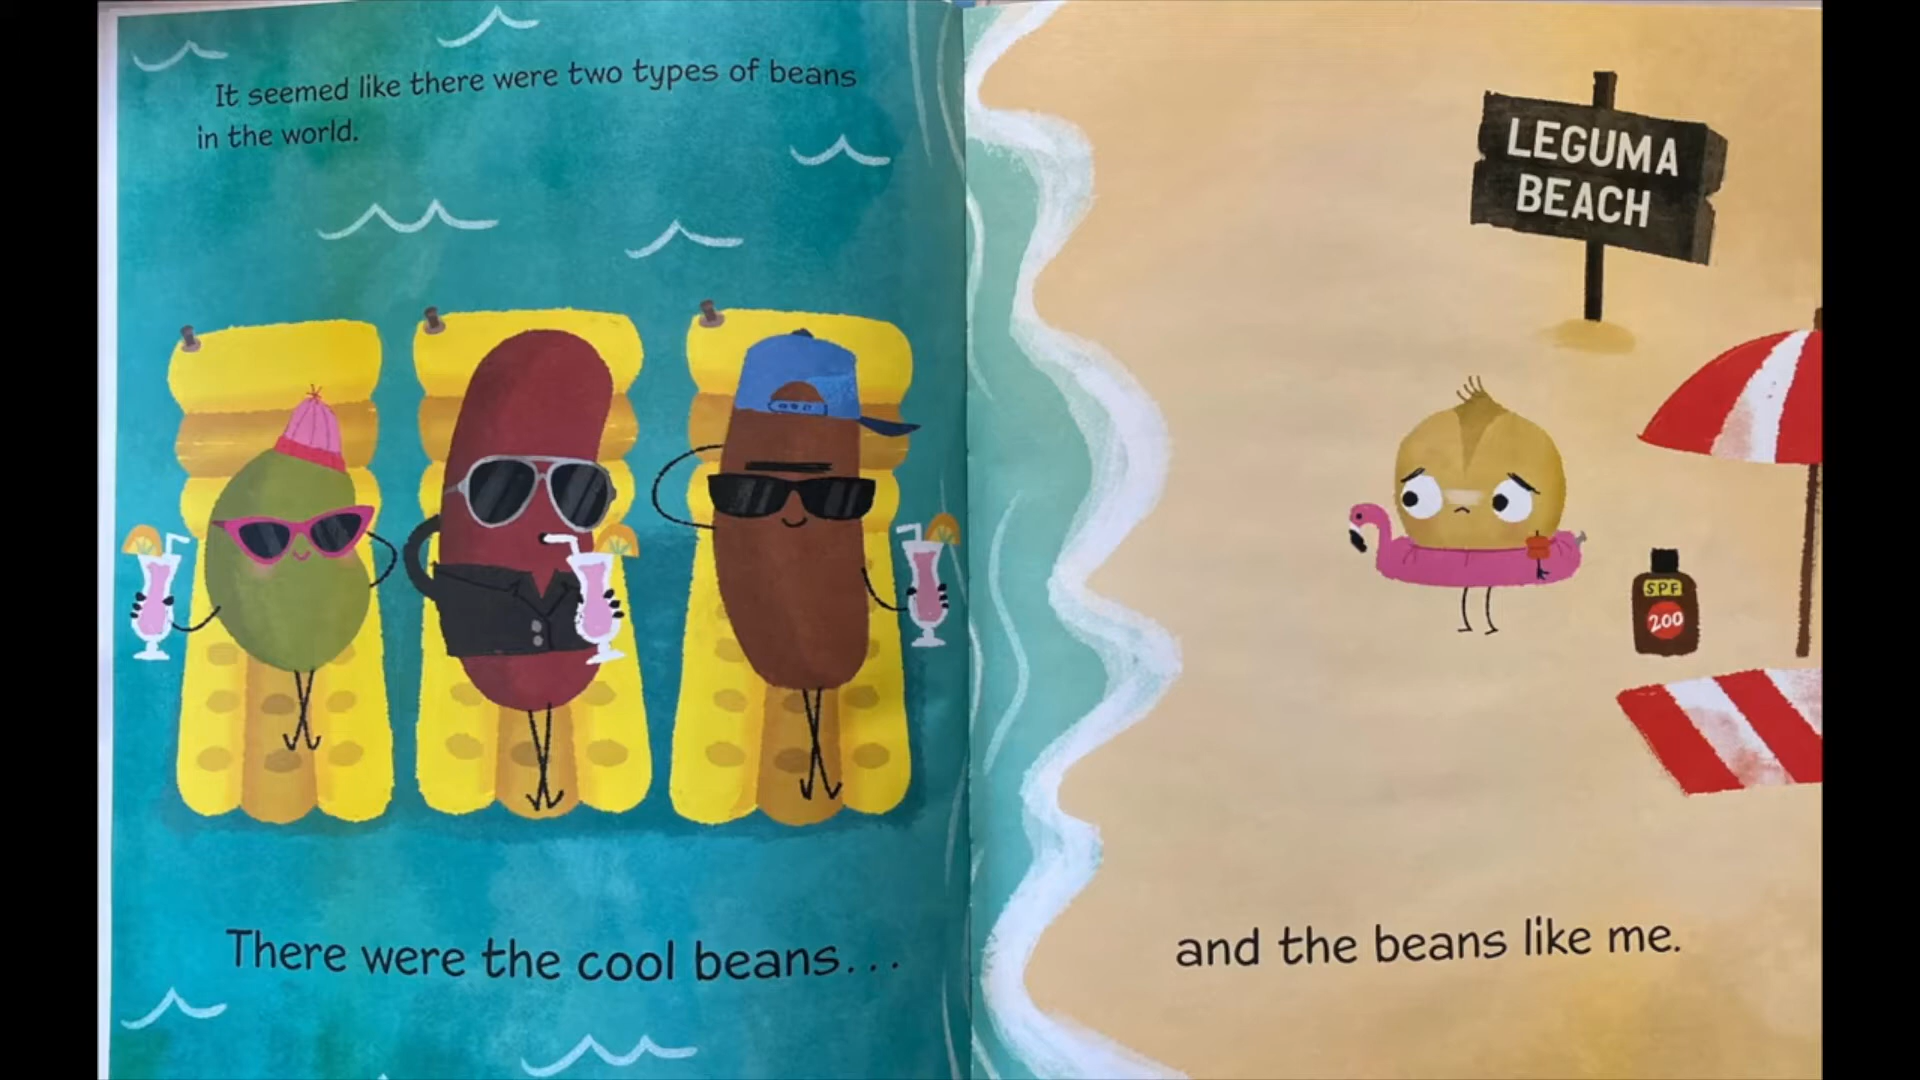 It seemed like there were two types of beans
in the world.
There were the cool beans...
LEGUMA
BEACH
SPF
200
and the beans like me.